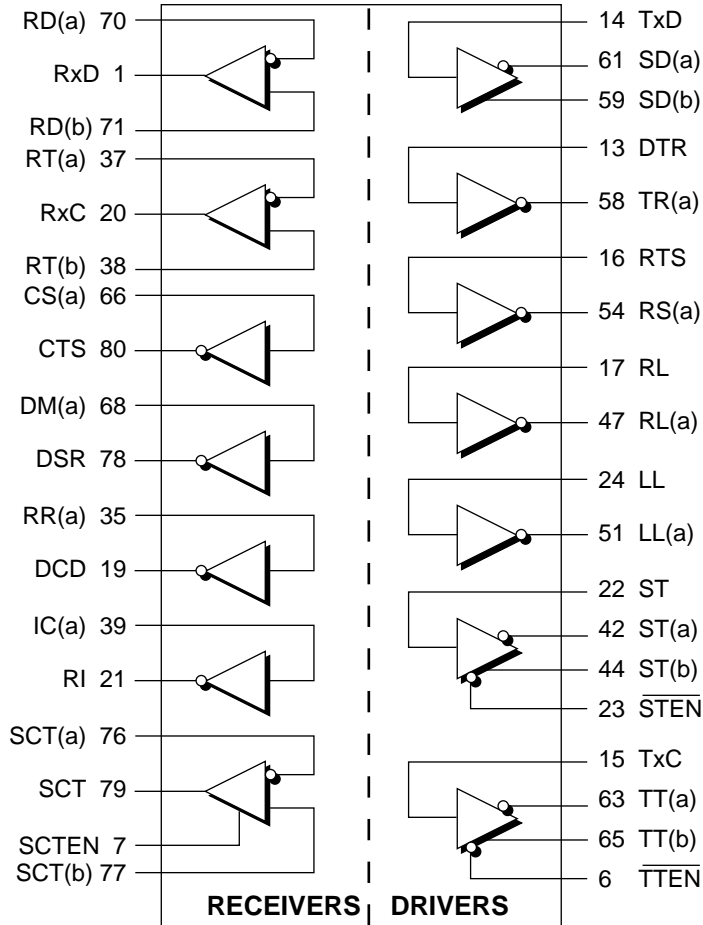 RD(a) 70
RxD 1
RD(b) 71
RT(a) 37
RxC 20
RT(b) 38
CS(a) 66
CTS 80
DM(a) 68
DSR 78
RR(a) 35
DCD 19
IC(a) 39
RI 21
SCT(a) 76
SCT 79
SCTEN 7
SCT(b) 77
14 TxD
61 SD(a)
59 SD(b)
13 DTR
58 TR(a)
16 RTS
54 RS(a)
17 RL
47 RL(a)
24 LL
51 LL(a)
22 ST
42 ST(a)
44 ST(b)
23 S̅T̅E̅N̅
15 TxC
63 TT(a)
65 TT(b)
6 T̅T̅E̅N̅
RECEIVERS DRIVERS